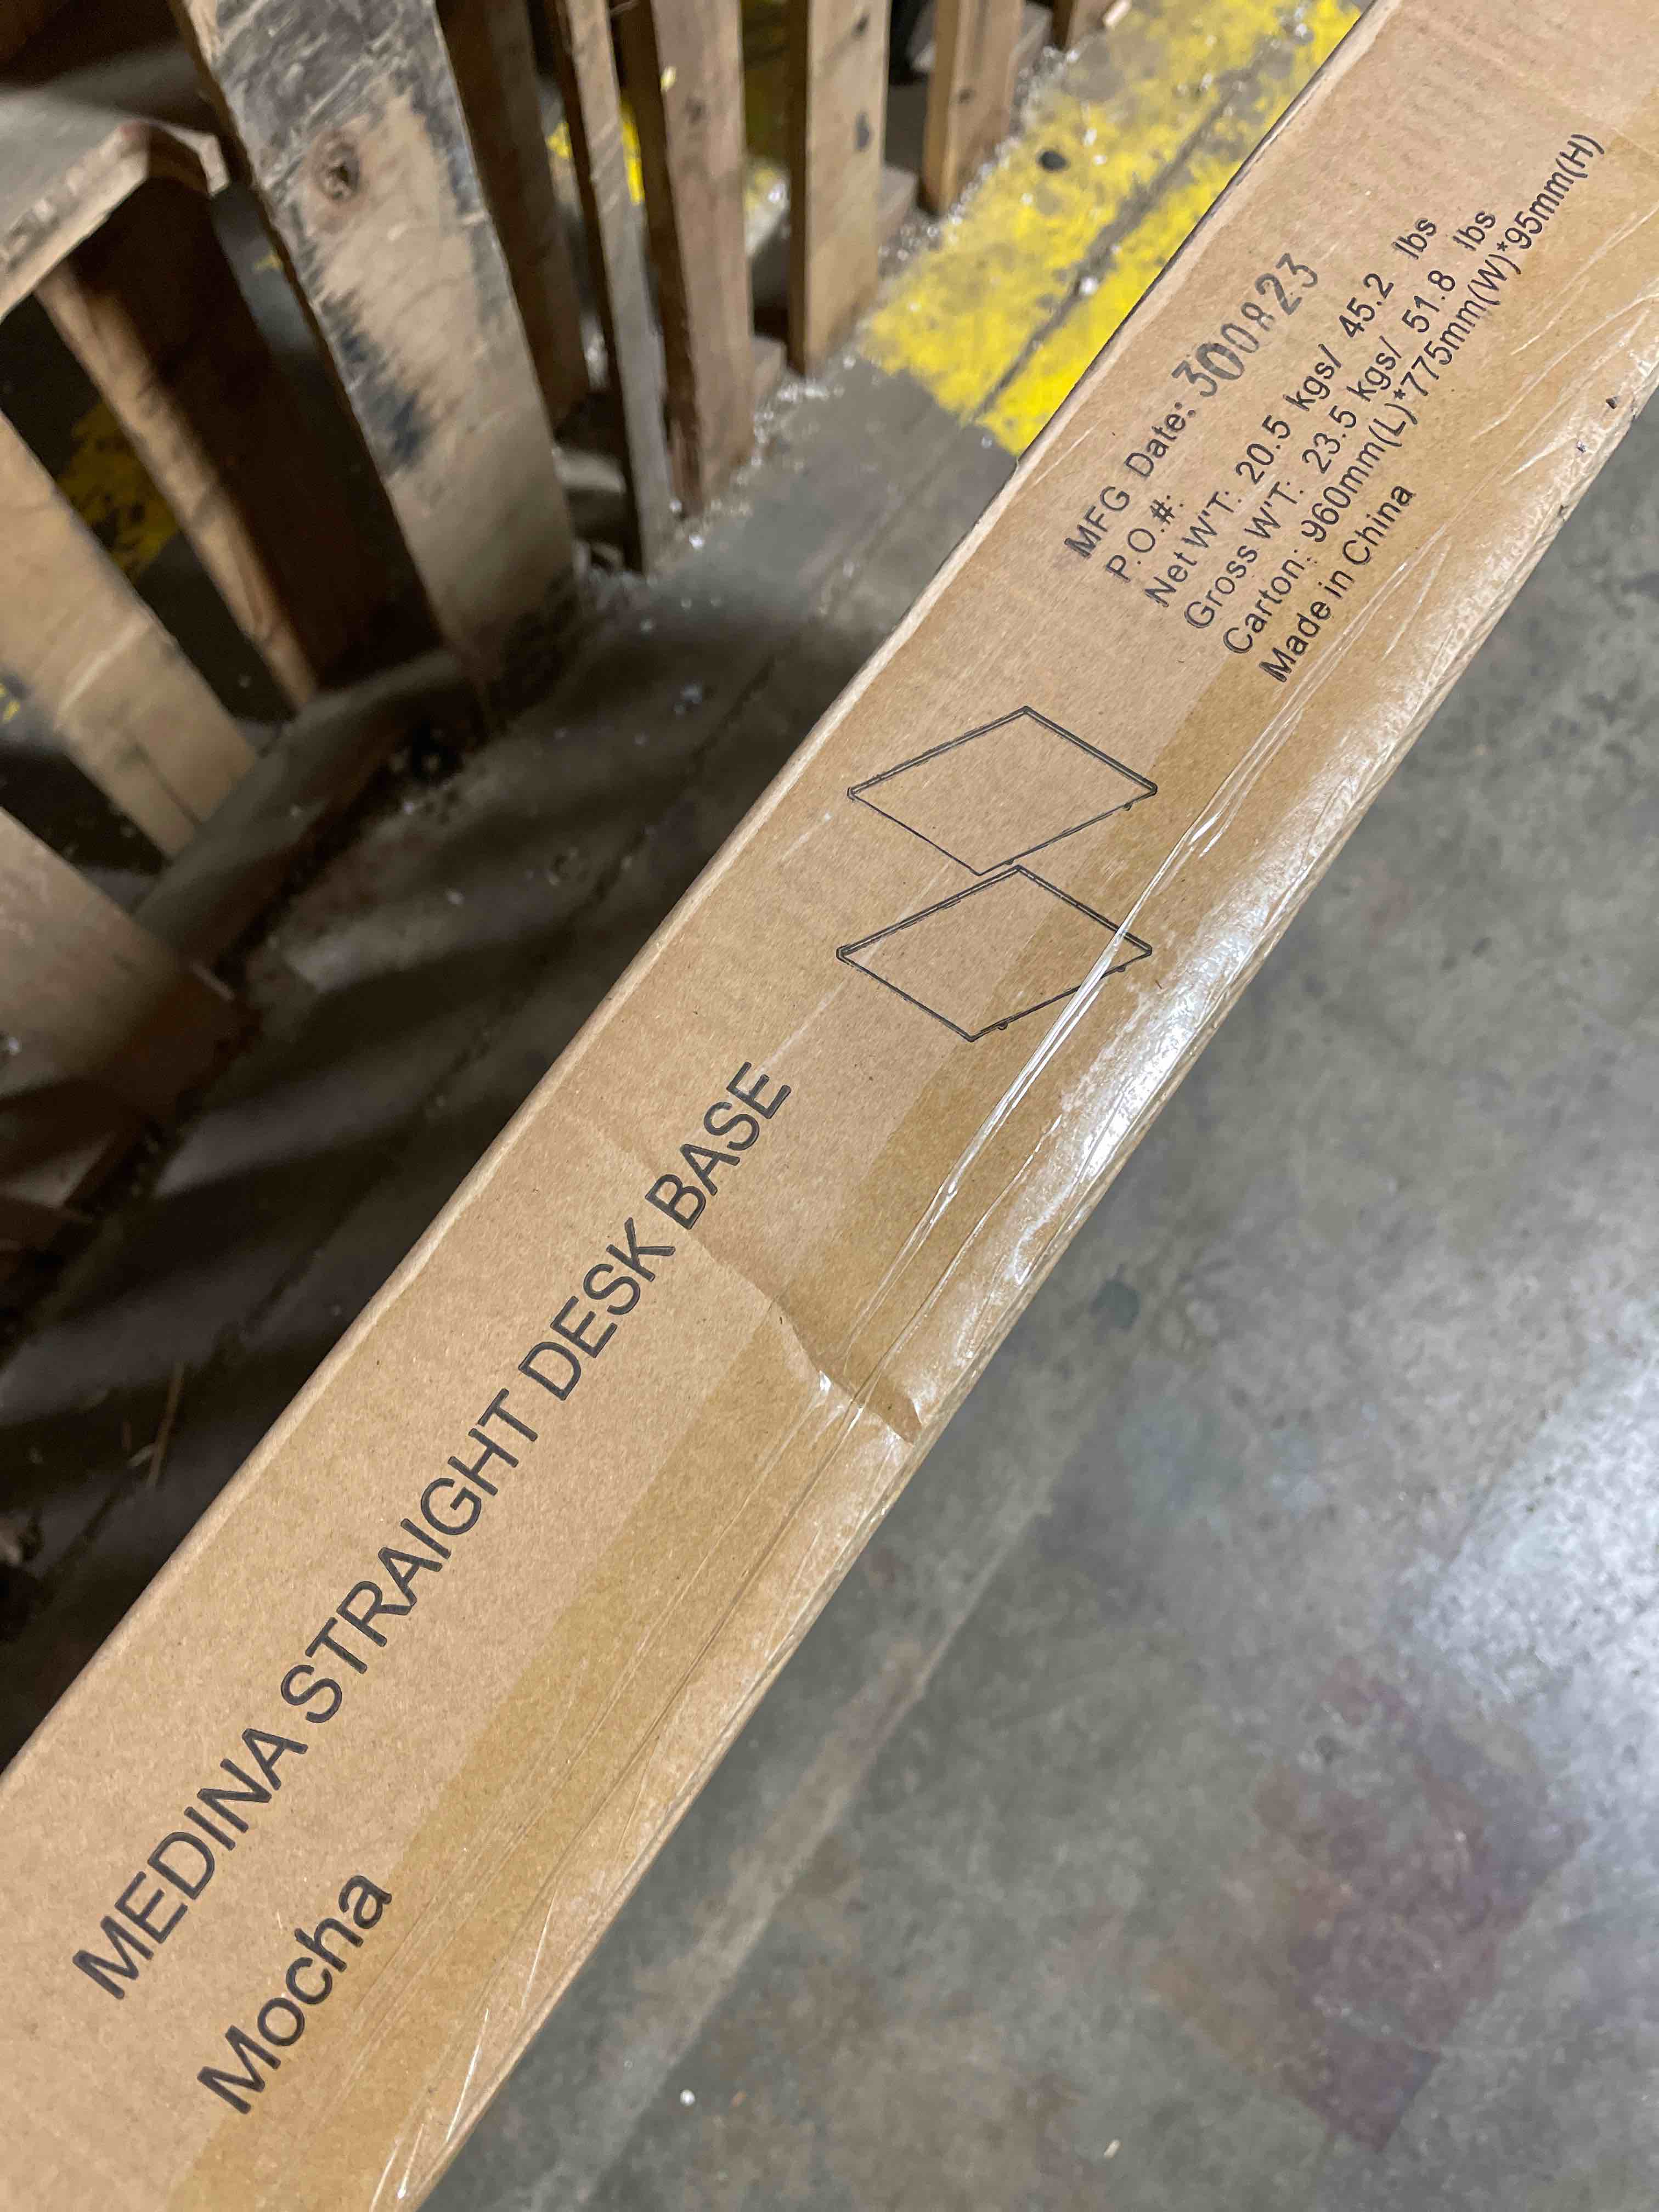 MEDINA STRAIGHT DESK BASE
Mocha
MFG Date: 300823
P.O.#:
Net W'T: 20.5 kgs/ 45.2 lbs
Gross W'T: 23.5 kgs/ 51.8 lbs
Carton: 960mm(L)*775mm(W)*95mm(H)
Made in China